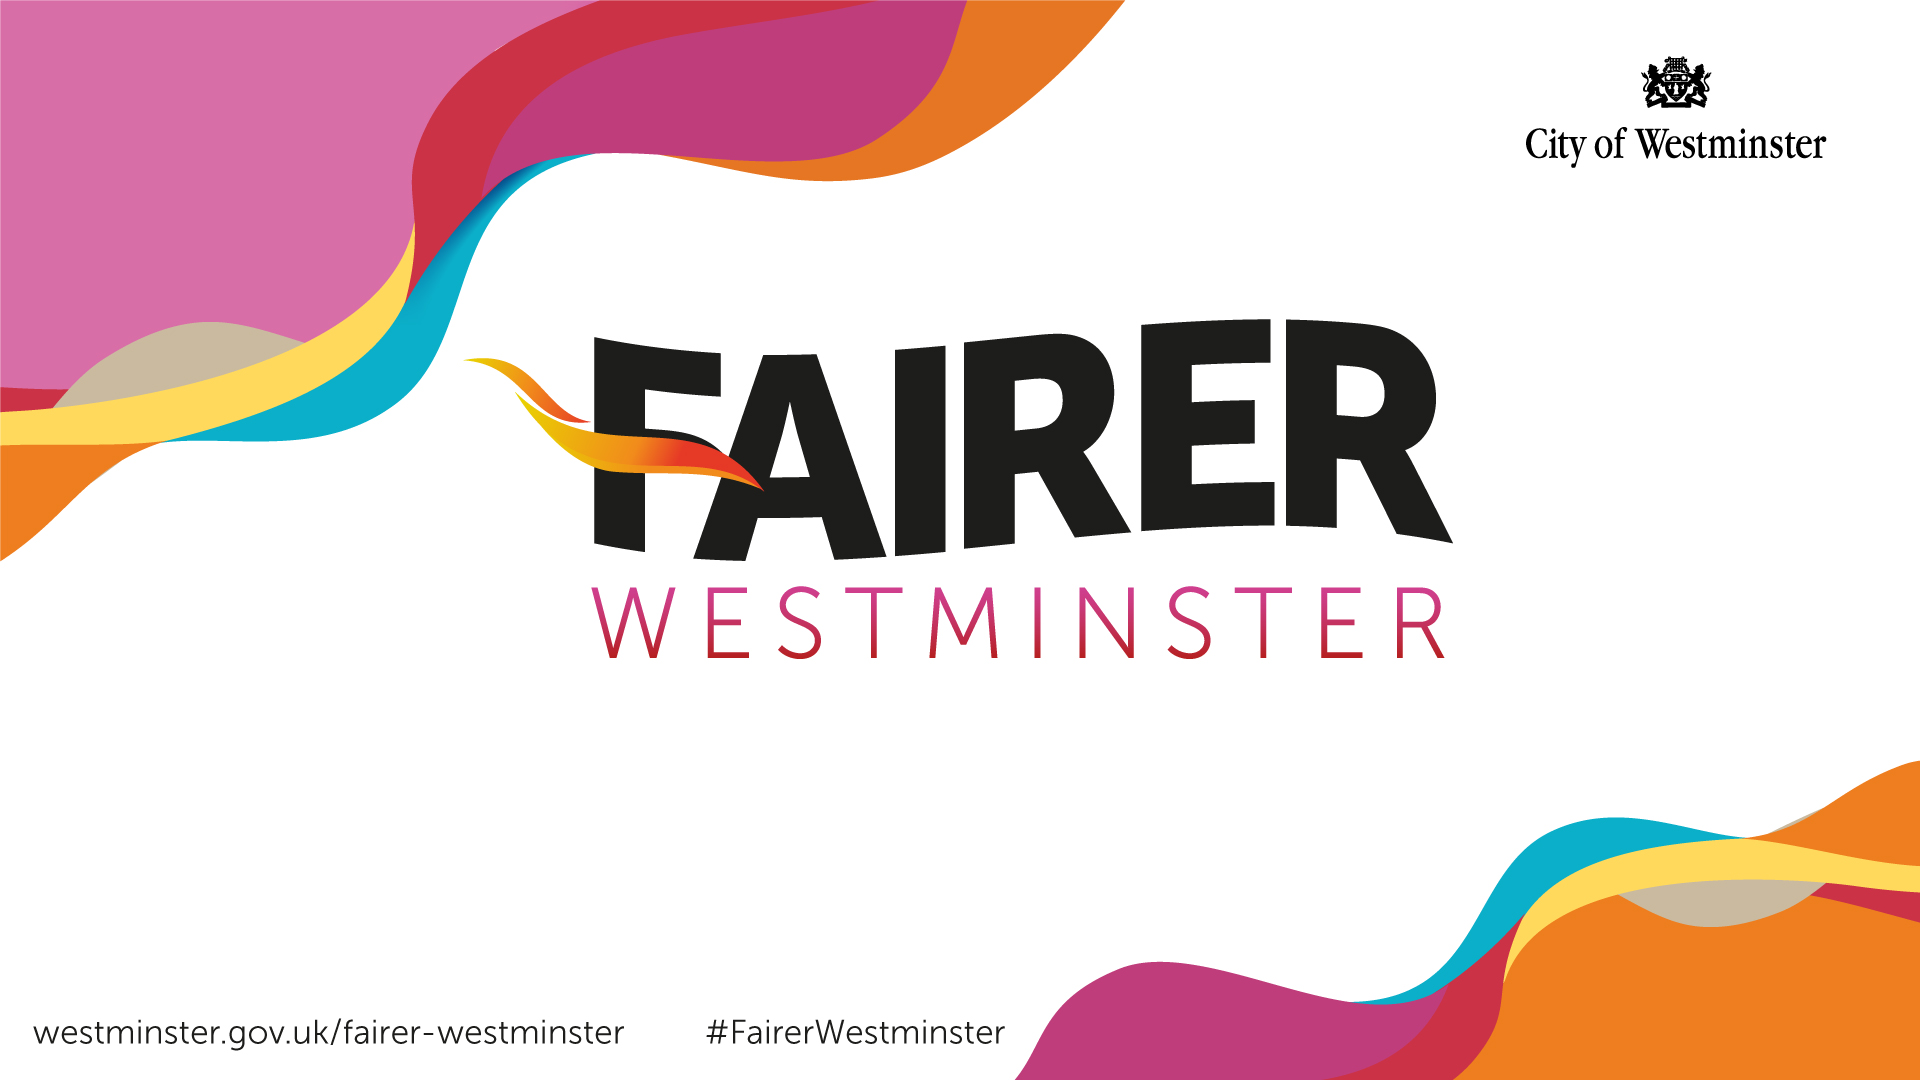 City of Westminster
FAIRER
WESTMINSTER
westminster.gov.uk/fairer-westminster
#FairerWestminster